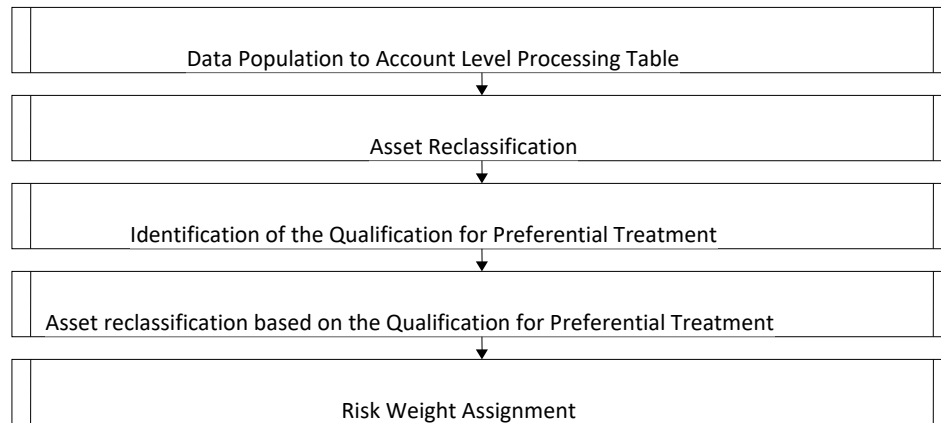 Data Population to Account Level Processing Table
Asset Reclassification
Identification of the Qualification for Preferential Treatment
Asset reclassification based on the Qualification for Preferential Treatment
Risk Weight Assignment